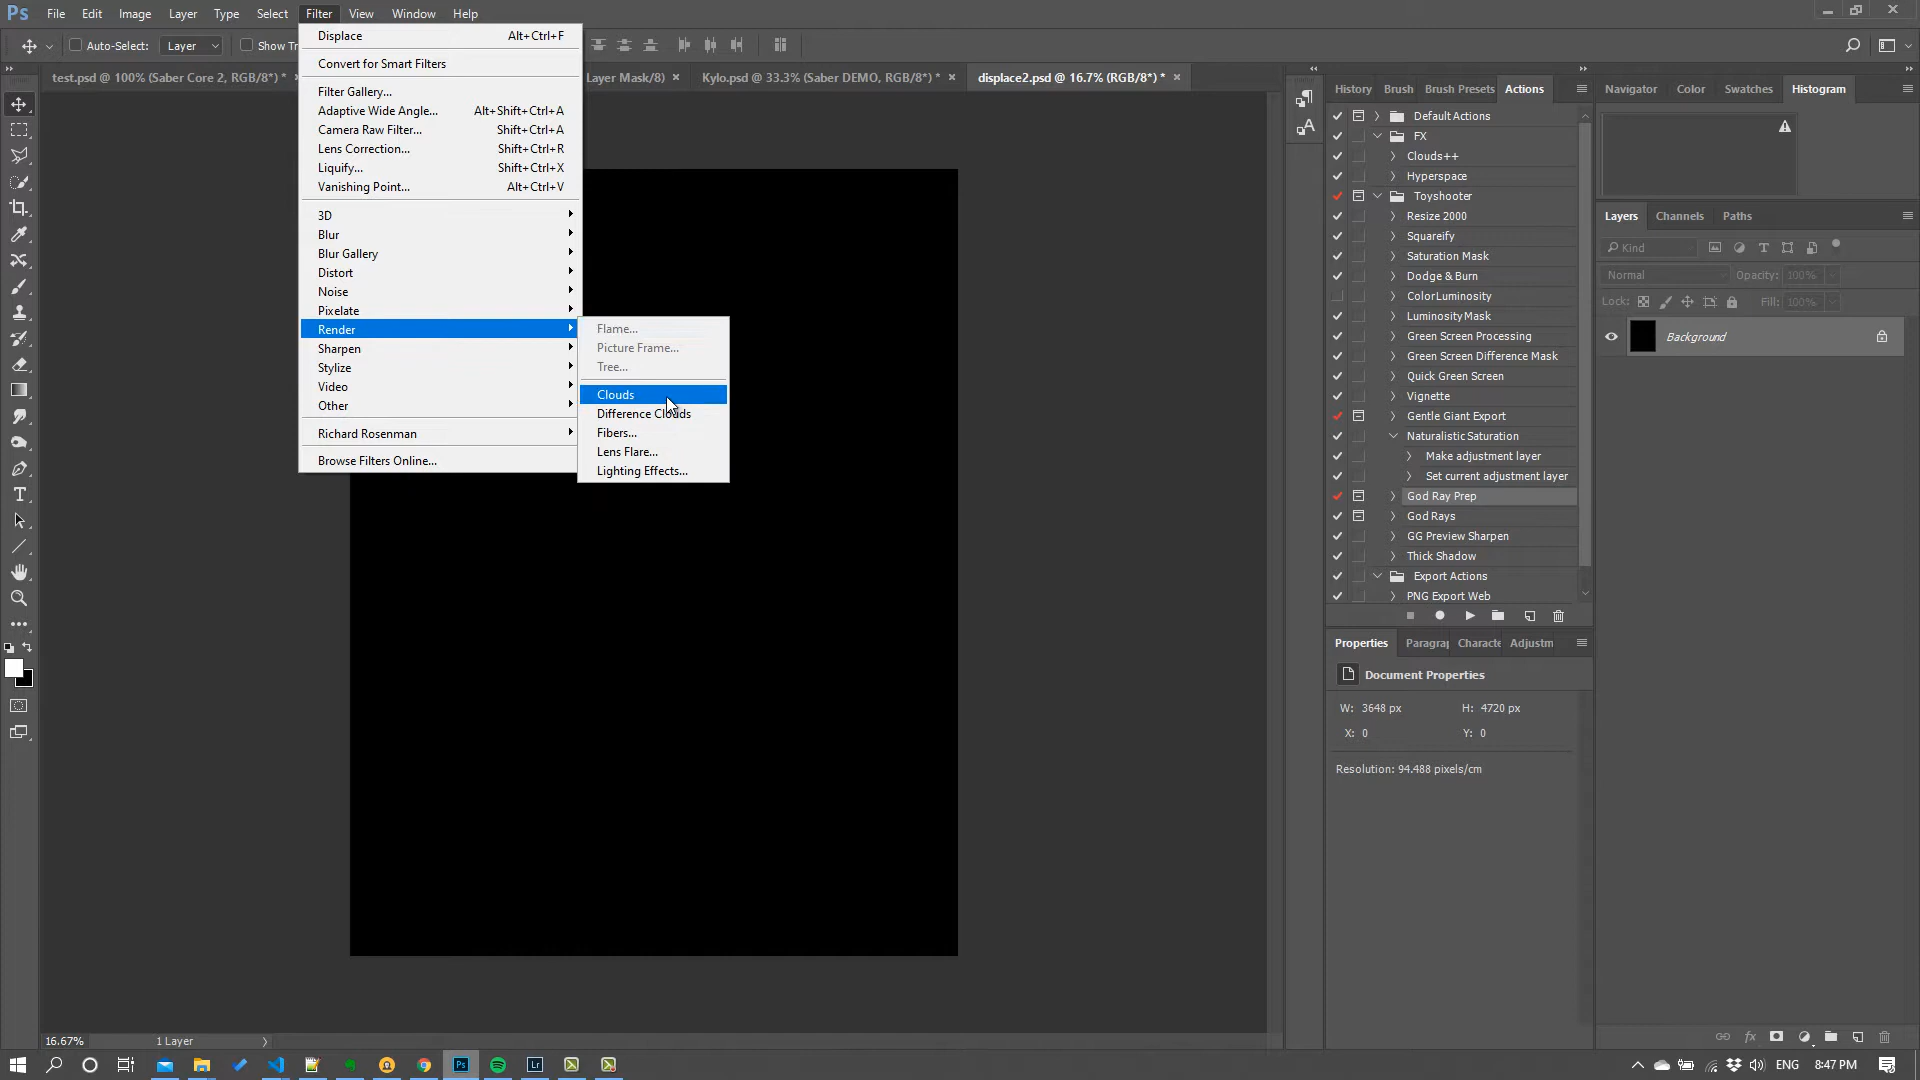 Ps File Edit Image Layer Type Select Filter View Window Help
Auto-Select: Layer Show Tr
test.psd @ 100% (Saber Core 2, RGB/8*) * Layer Mask/8) × Kylo.psd @ 33.3% (Saber DEMO, RGB/8*) * × displace2.psd @ 16.7% (RGB/8*) * ×
Displace Alt+Ctrl+F
Convert for Smart Filters
Filter Gallery...
Adaptive Wide Angle... Alt+Shift+Ctrl+A
Camera Raw Filter... Shift+Ctrl+A
Lens Correction... Shift+Ctrl+R
Liquify... Shift+Ctrl+X
Vanishing Point... Alt+Ctrl+V
3D
Blur
Blur Gallery
Distort
Noise
Pixelate
Render
Sharpen
Stylize
Video
Other
Richard Rosenman
Browse Filters Online...
Flame...
Picture Frame...
Tree...
Clouds
Difference Clouds
Fibers...
Lens Flare...
Lighting Effects...
History Brush Brush Presets Actions
Default Actions
FX
Clouds++
Hyperspace
Toyshooter
Resize 2000
Squareify
Saturation Mask
Dodge & Burn
ColorLuminosity
LuminosityMask
Green Screen Processing
Green Screen Difference Mask
Quick Green Screen
Vignette
Gentle Giant Export
Naturalistic Saturation
Make adjustment layer
Set current adjustment layer
God Ray Prep
God Rays
GG Preview Sharpen
Thick Shadow
Export Actions
PNG Export Web
Properties Paragraj Characte Adjustm
Document Properties
W: 3648 px H: 4720 px
X: 0 Y: 0
Resolution: 94.488 pixels/cm
Navigator Color Swatches Histogram
Layers Channels Paths
Kind
Normal Opacity: 100%
Lock: Fill: 100%
Background
16.67% 1 Layer
Ps Lr ENG 8:47 PM